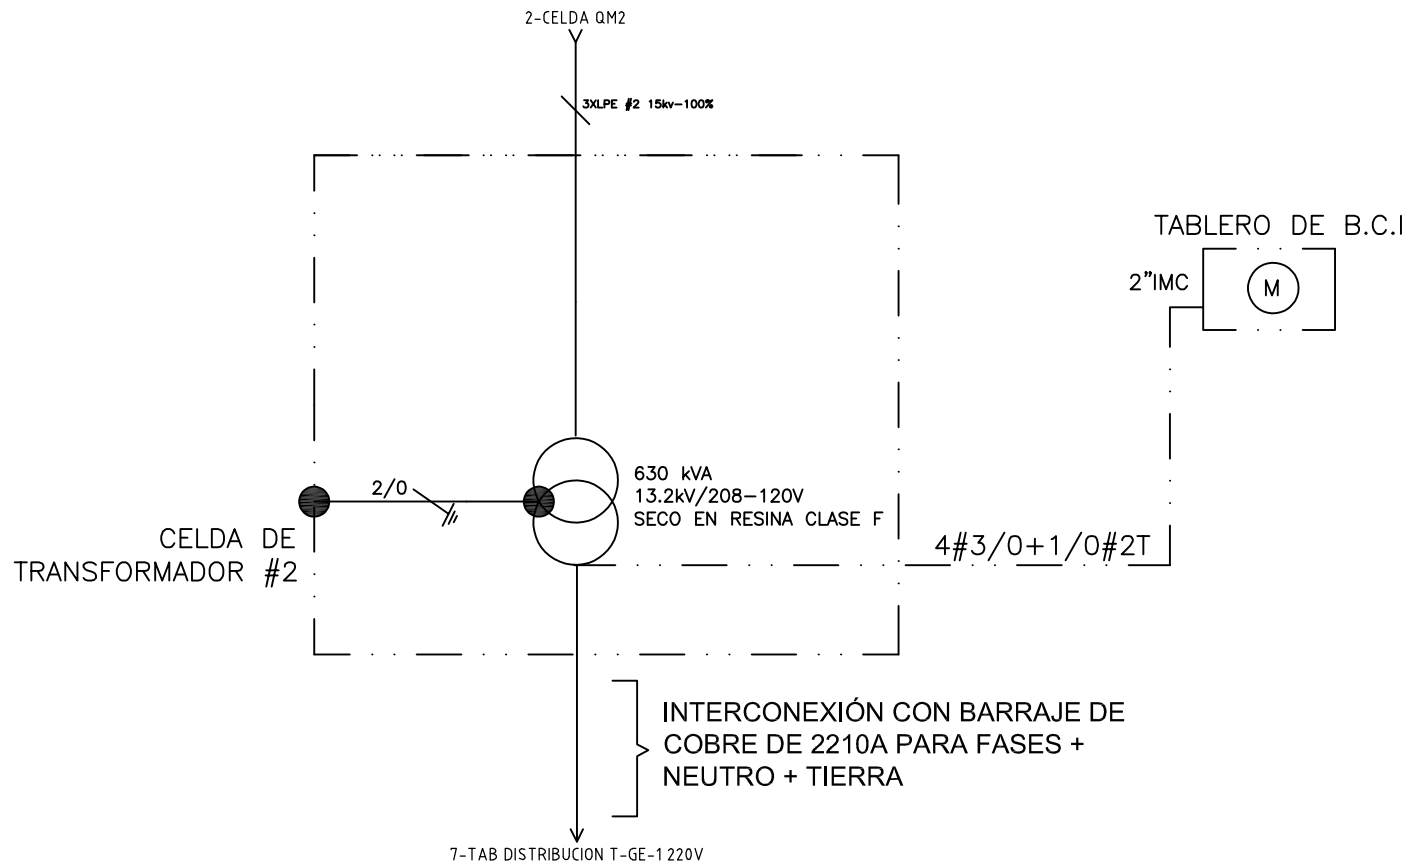 2-CELDA QM2
3XLPE #2 15kv-100%
TABLERO DE B.C.I
2"IMC
M
2/0
630 kVA
13.2kV/208-120V
SECO EN RESINA CLASE F
CELDA DE
TRANSFORMADOR #2
4#3/0+1/0#2T
INTERCONEXIÓN CON BARRAJE DE
COBRE DE 2210A PARA FASES +
NEUTRO + TIERRA
7-TAB DISTRIBUCION T-GE-1 220V